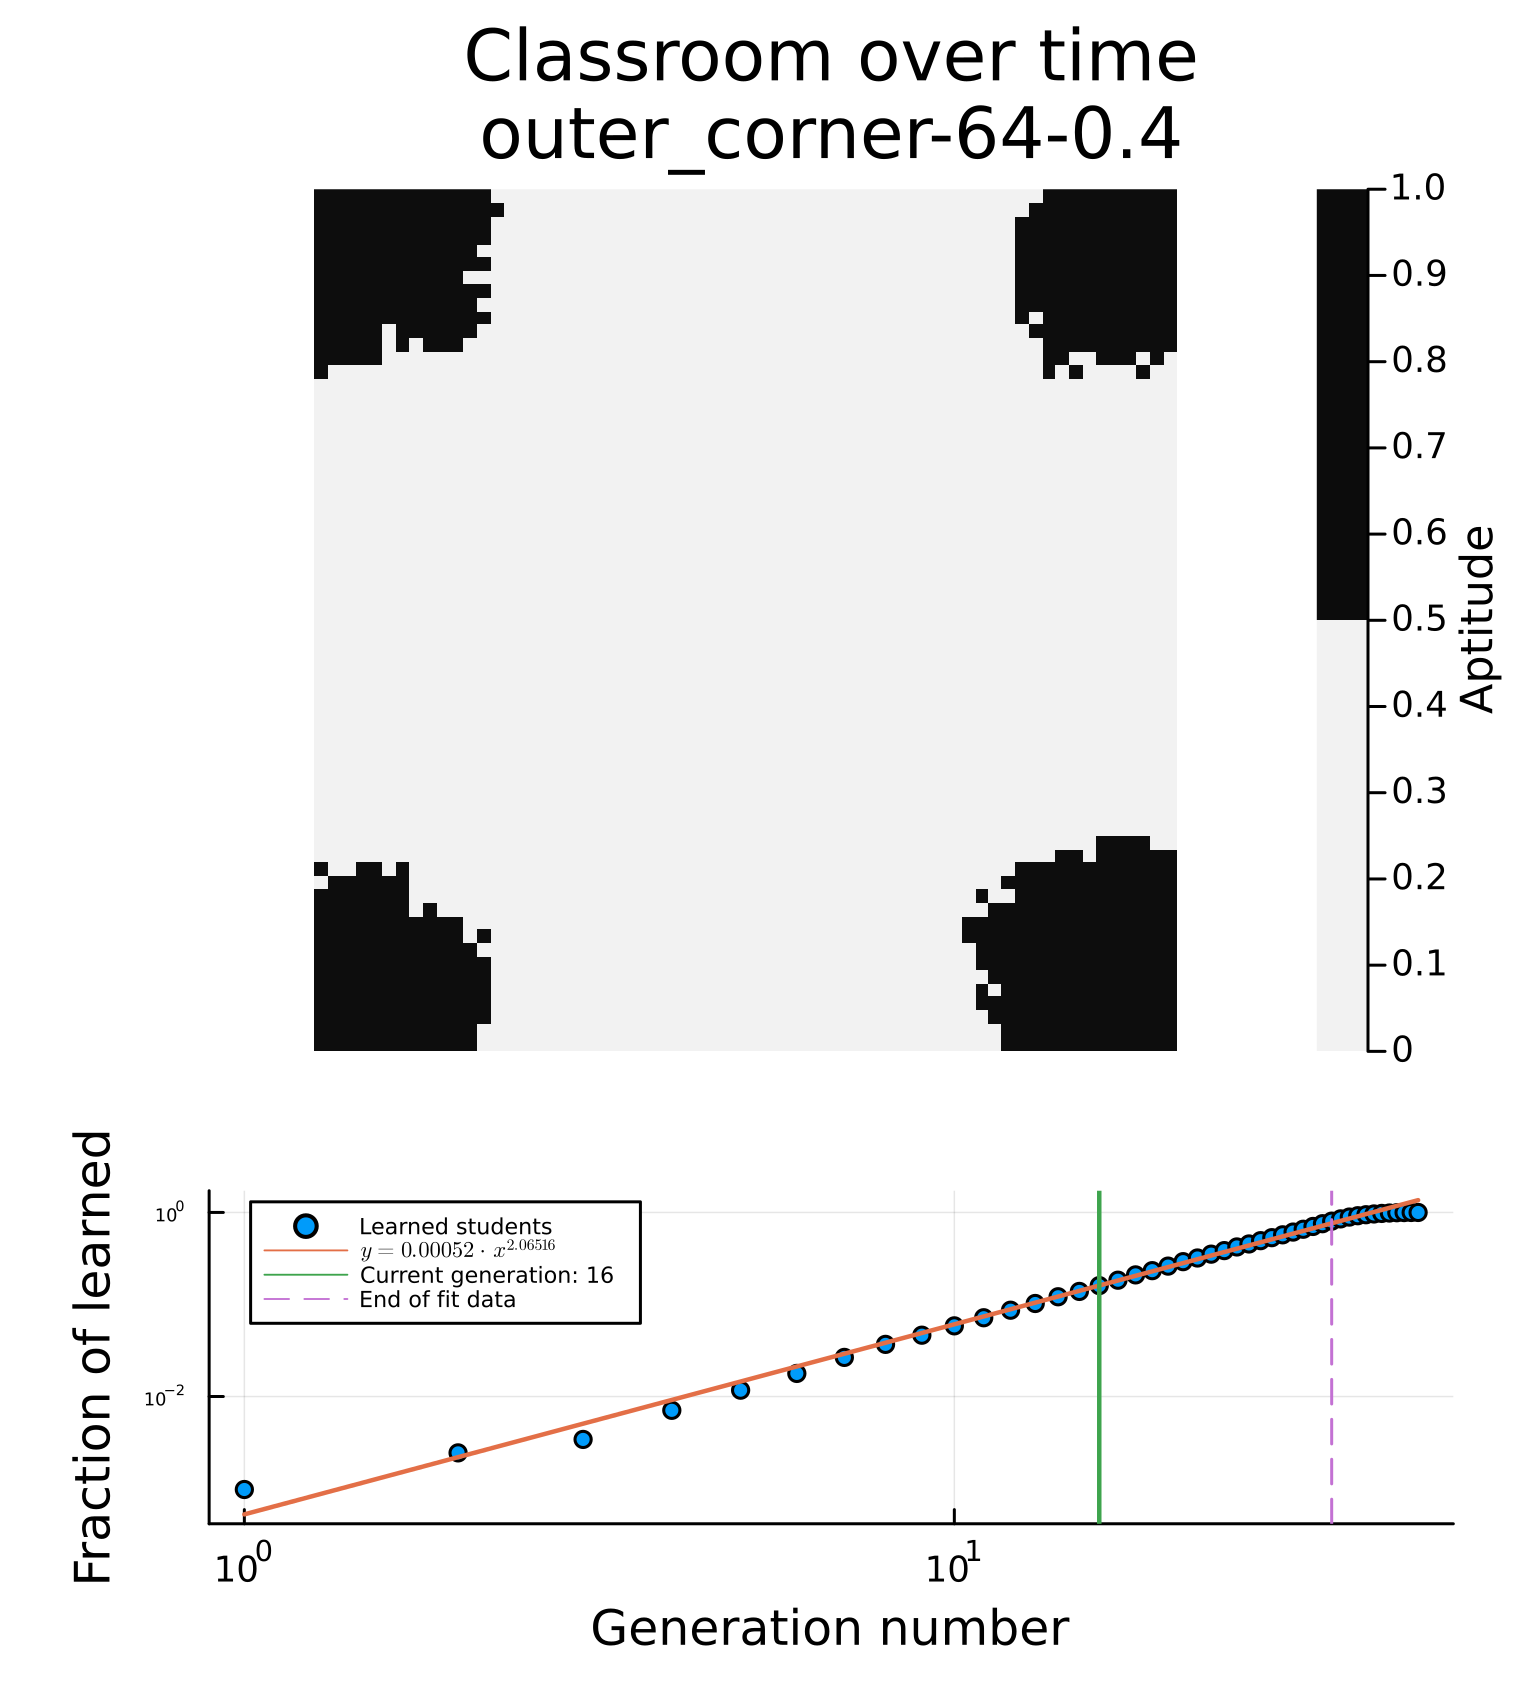 Classroom over time
outer_corner-64-0.4
1.0
0.9
0.8
0.7
0.6
0.5
0.4
0.3
0.2
0.1
0
Aptitude
Fraction of learned
10⁰
10⁻²
Learned students
y = 0.00052 · x^2.06516
Current generation: 16
End of fit data
10⁰
10¹
Generation number